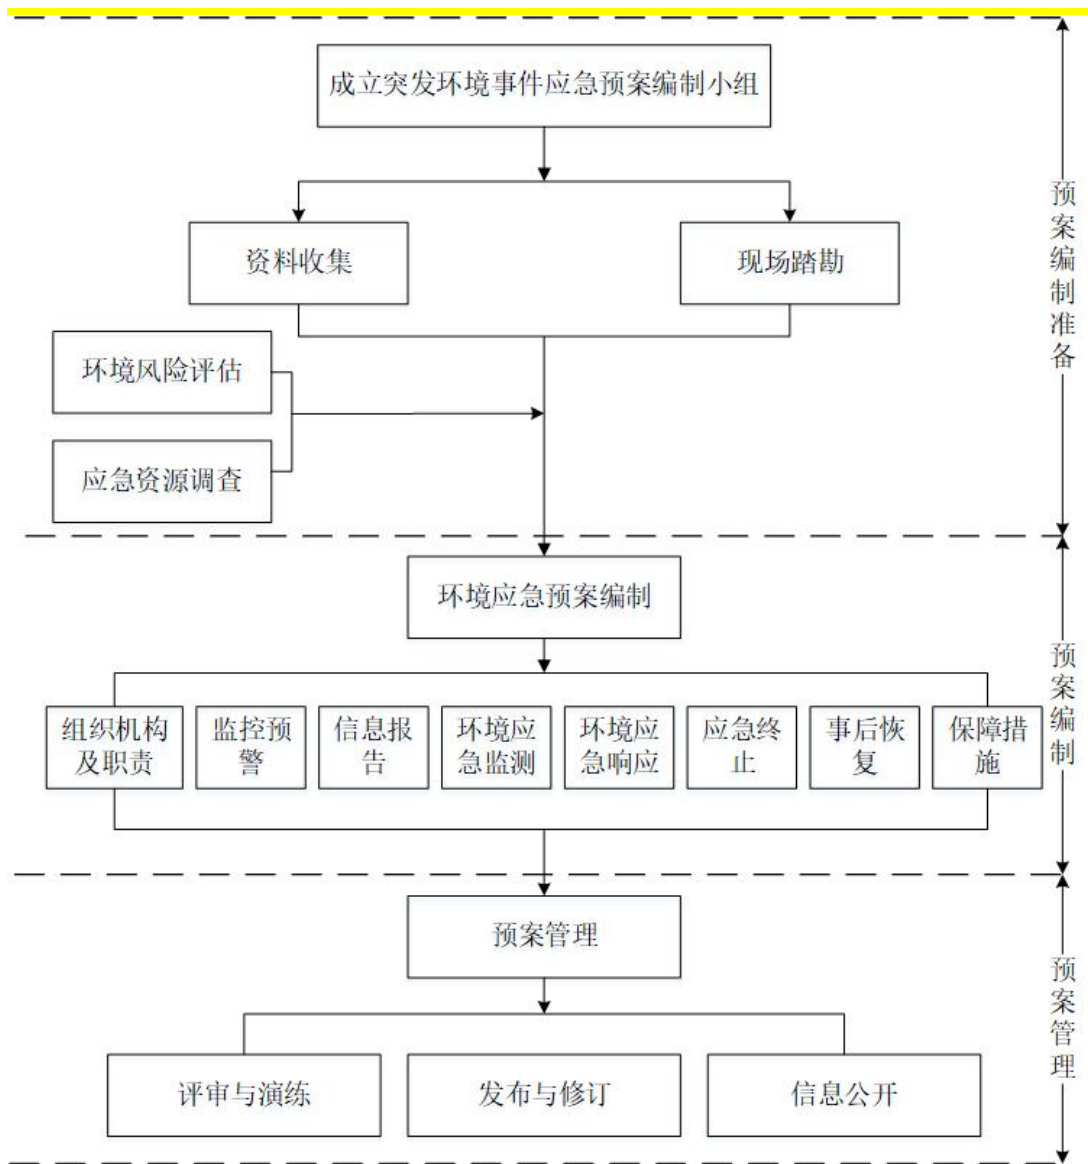 成立突发环境事件应急预案编制小组
资料收集
现场踏勘
环境风险评估
应急资源调查
预案编制准备
环境应急预案编制
组织机构
及职责
监控预
警
信息报
告
环境应
急监测
环境应
急响应
应急终
止
事后恢
复
保障措
施
预案编制
预案管理
评审与演练
发布与修订
信息公开
预案管理